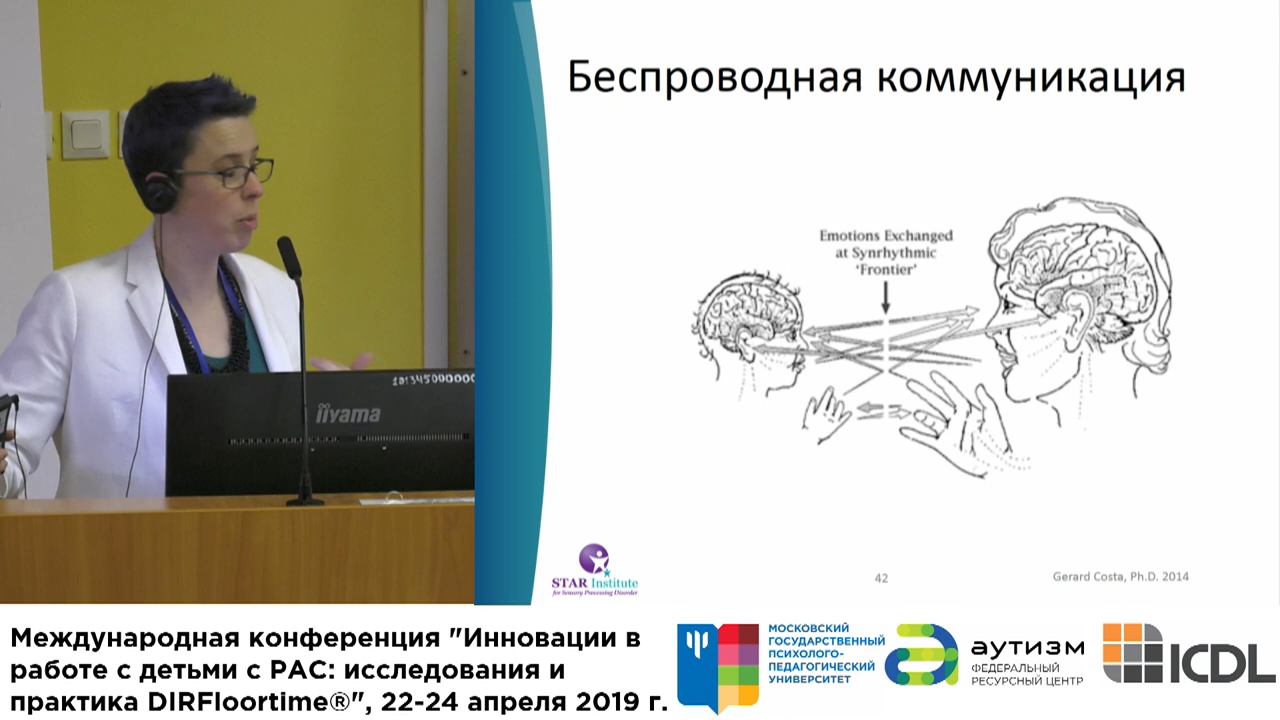 Беспроводная коммуникация
Emotions Exchanged
at Synrhythmic
'Frontier'
iiyama
STAR Institute
for Sensory Processing Disorder
42
Gerard Costa, Ph.D. 2014
Международная конференция "Инновации в
работе с детьми с РАС: исследования и
практика DIRFloortime®", 22-24 апреля 2019 г.
МОСКОВСКИЙ
ГОСУДАРСТВЕННЫЙ
ПСИХОЛОГО-
ПЕДАГОГИЧЕСКИЙ
УНИВЕРСИТЕТ
аутизм
ФЕДЕРАЛЬНЫЙ
РЕСУРСНЫЙ ЦЕНТР
ICDL